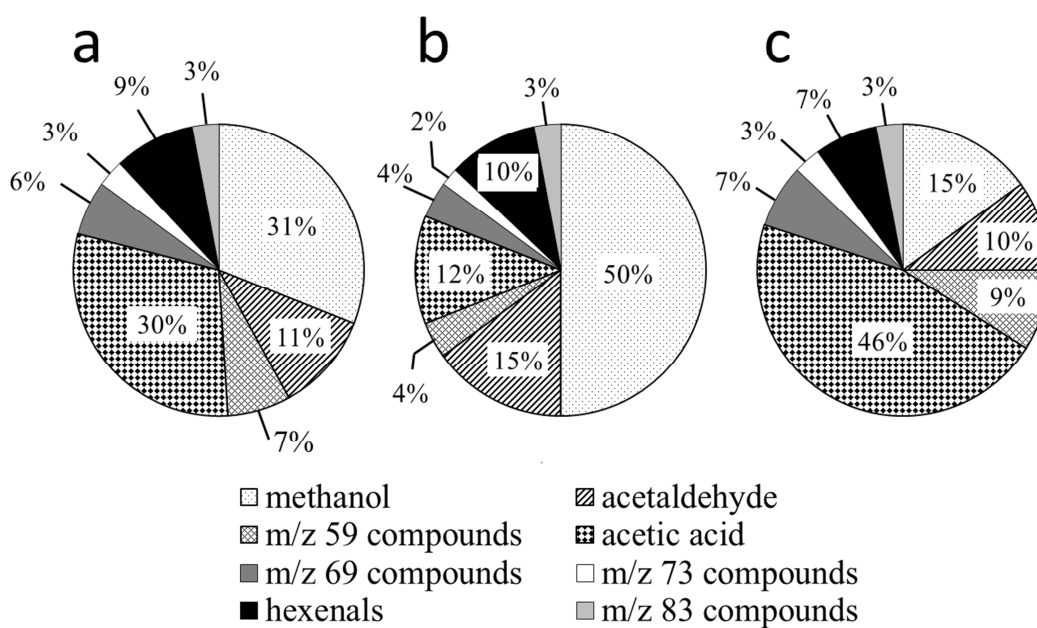 a
b
c
3%
9%
3%
6%
31%
30%
11%
7%
3%
2%
10%
4%
12%
50%
4%
15%
3%
7%
3%
7%
15%
10%
9%
46%
methanol
acetaldehyde
m/z 59 compounds
acetic acid
m/z 69 compounds
m/z 73 compounds
hexenals
m/z 83 compounds